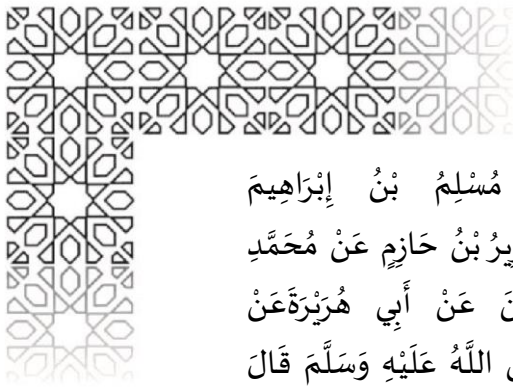 مُسْلِمُ بْنُ إِبْرَاهِيمَ
بْنُ حَازِمٍ عَنْ مُحَمَّدِ
عَنْ أَبِي هُرَيْرَةَعَنْ
اللَّهُ عَلَيْهِ وَسَلَّمَ قَالَ